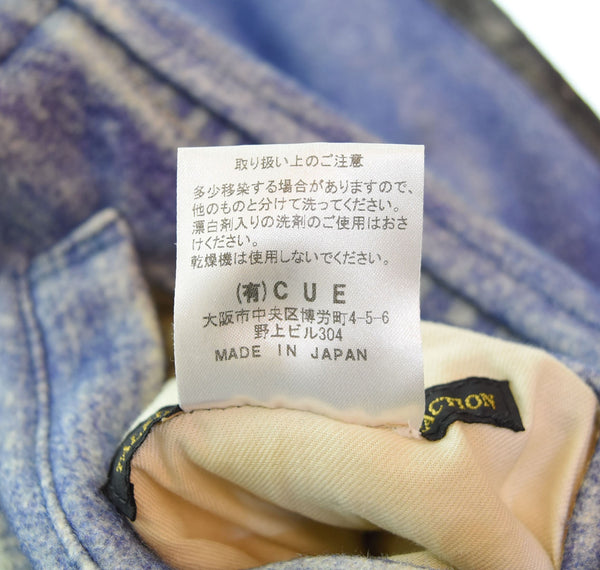 取り扱い上のご注意
多少移染する場合がありますので、
他のものと分けて洗ってください。
漂白剤入りの洗剤のご使用はおさ
けください。
乾燥機は使用しないでください。
(有)CUE
大阪市中央区博労町4-5-6
野上ビル304
MADE IN JAPAN
ACTION